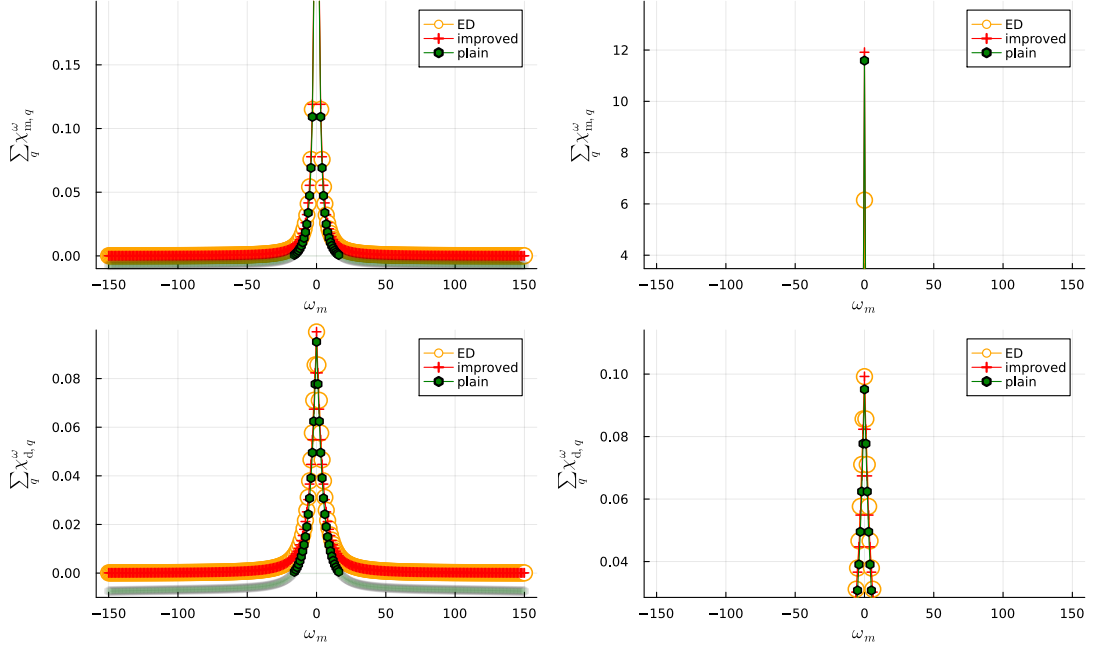 ED
improved
plain
0.15
0.10
0.05
0.00
∑_q χ^ω_{m,q}
−150 −100 −50 0 50 100 150
ω_m
ED
improved
plain
12
10
8
6
4
∑_q χ^ω_{m,q}
−150 −100 −50 0 50 100 150
ω_m
ED
improved
plain
0.08
0.06
0.04
0.02
0.00
∑_q χ^ω_{d,q}
−150 −100 −50 0 50 100 150
ω_m
ED
improved
plain
0.10
0.08
0.06
0.04
∑_q χ^ω_{d,q}
−150 −100 −50 0 50 100 150
ω_m